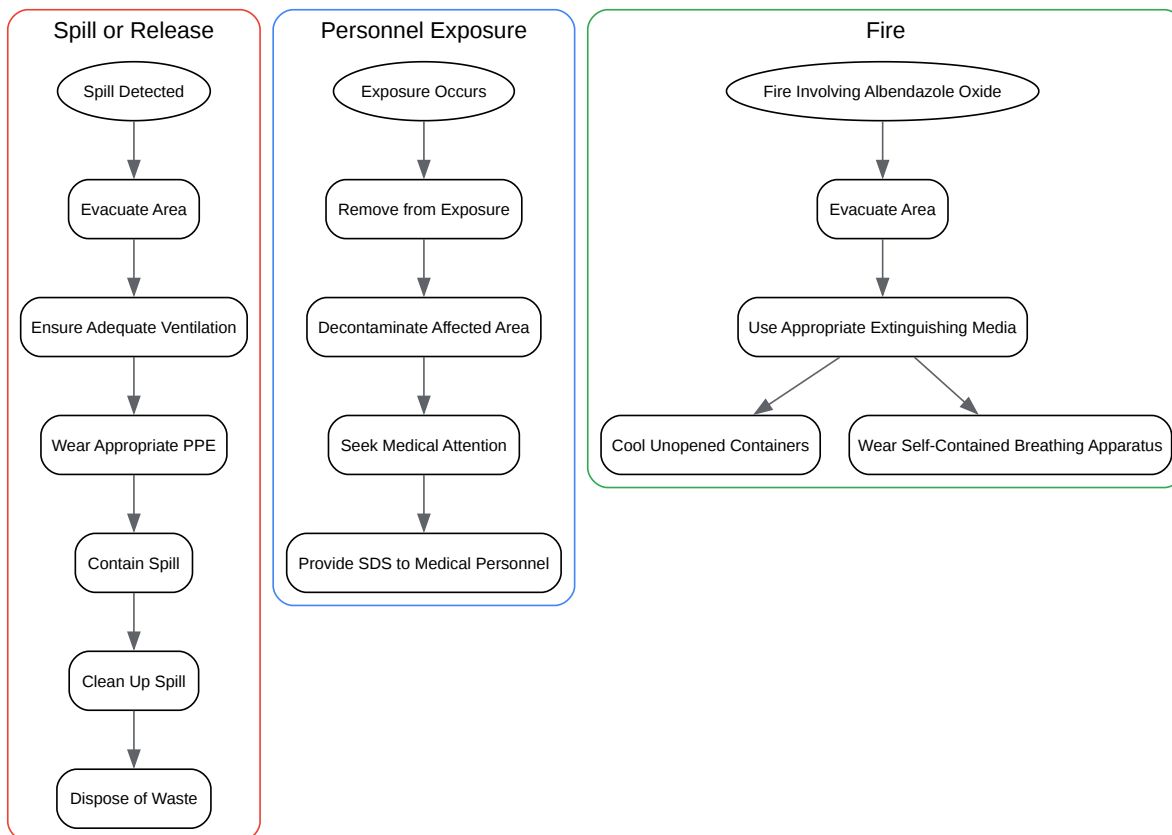 Spill or Release
Spill Detected
Evacuate Area
Ensure Adequate Ventilation
Wear Appropriate PPE
Contain Spill
Clean Up Spill
Dispose of Waste
Personnel Exposure
Exposure Occurs
Remove from Exposure
Decontaminate Affected Area
Seek Medical Attention
Provide SDS to Medical Personnel
Fire
Fire Involving Albendazole Oxide
Evacuate Area
Use Appropriate Extinguishing Media
Cool Unopened Containers
Wear Self-Contained Breathing Apparatus